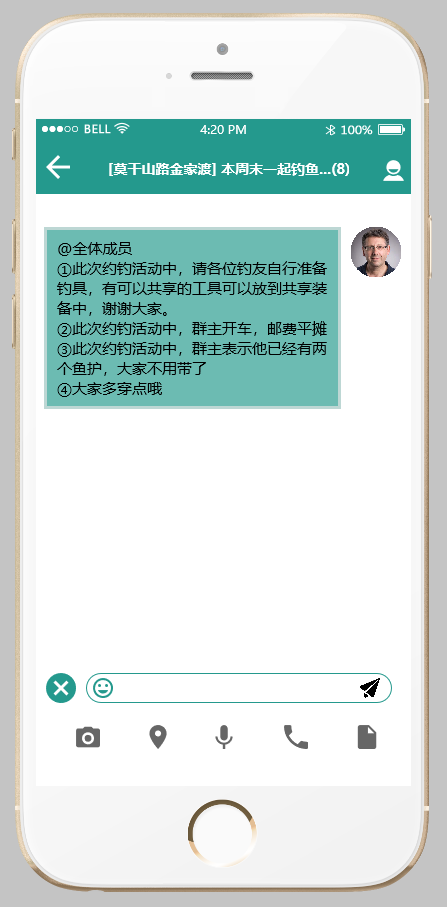 BELL 4:20 PM 100%
[莫干山路金家渡] 本周末一起钓鱼...(8)
@全体成员
①此次约钓活动中，请各位钓友自行准备
钓具，有可以共享的工具可以放到共享装
备中，谢谢大家。
②此次约钓活动中，群主开车，邮费平摊
③此次约钓活动中，群主表示他已经有两
个鱼护，大家不用带了
④大家多穿点哦